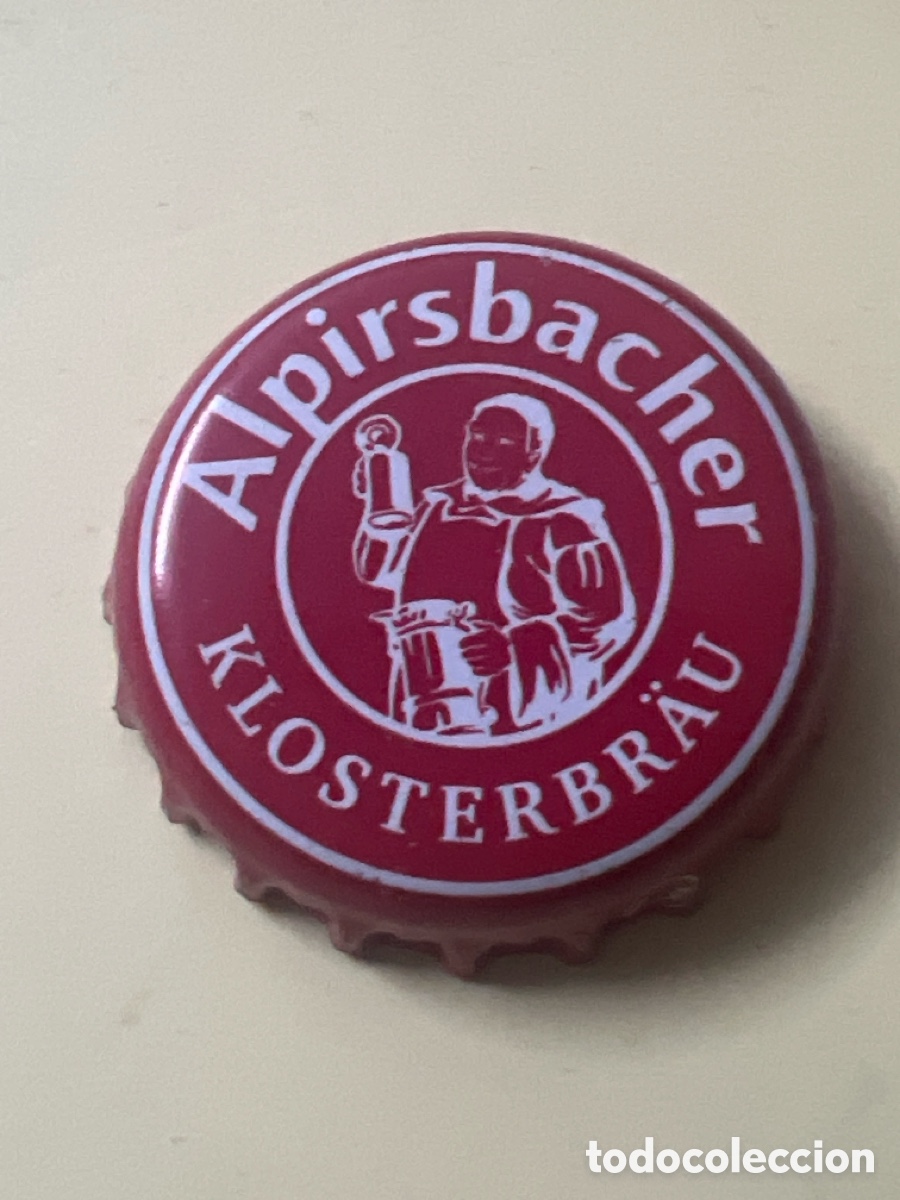 Alpirsbacher
KLOSTERBRÄU
todocoleccion